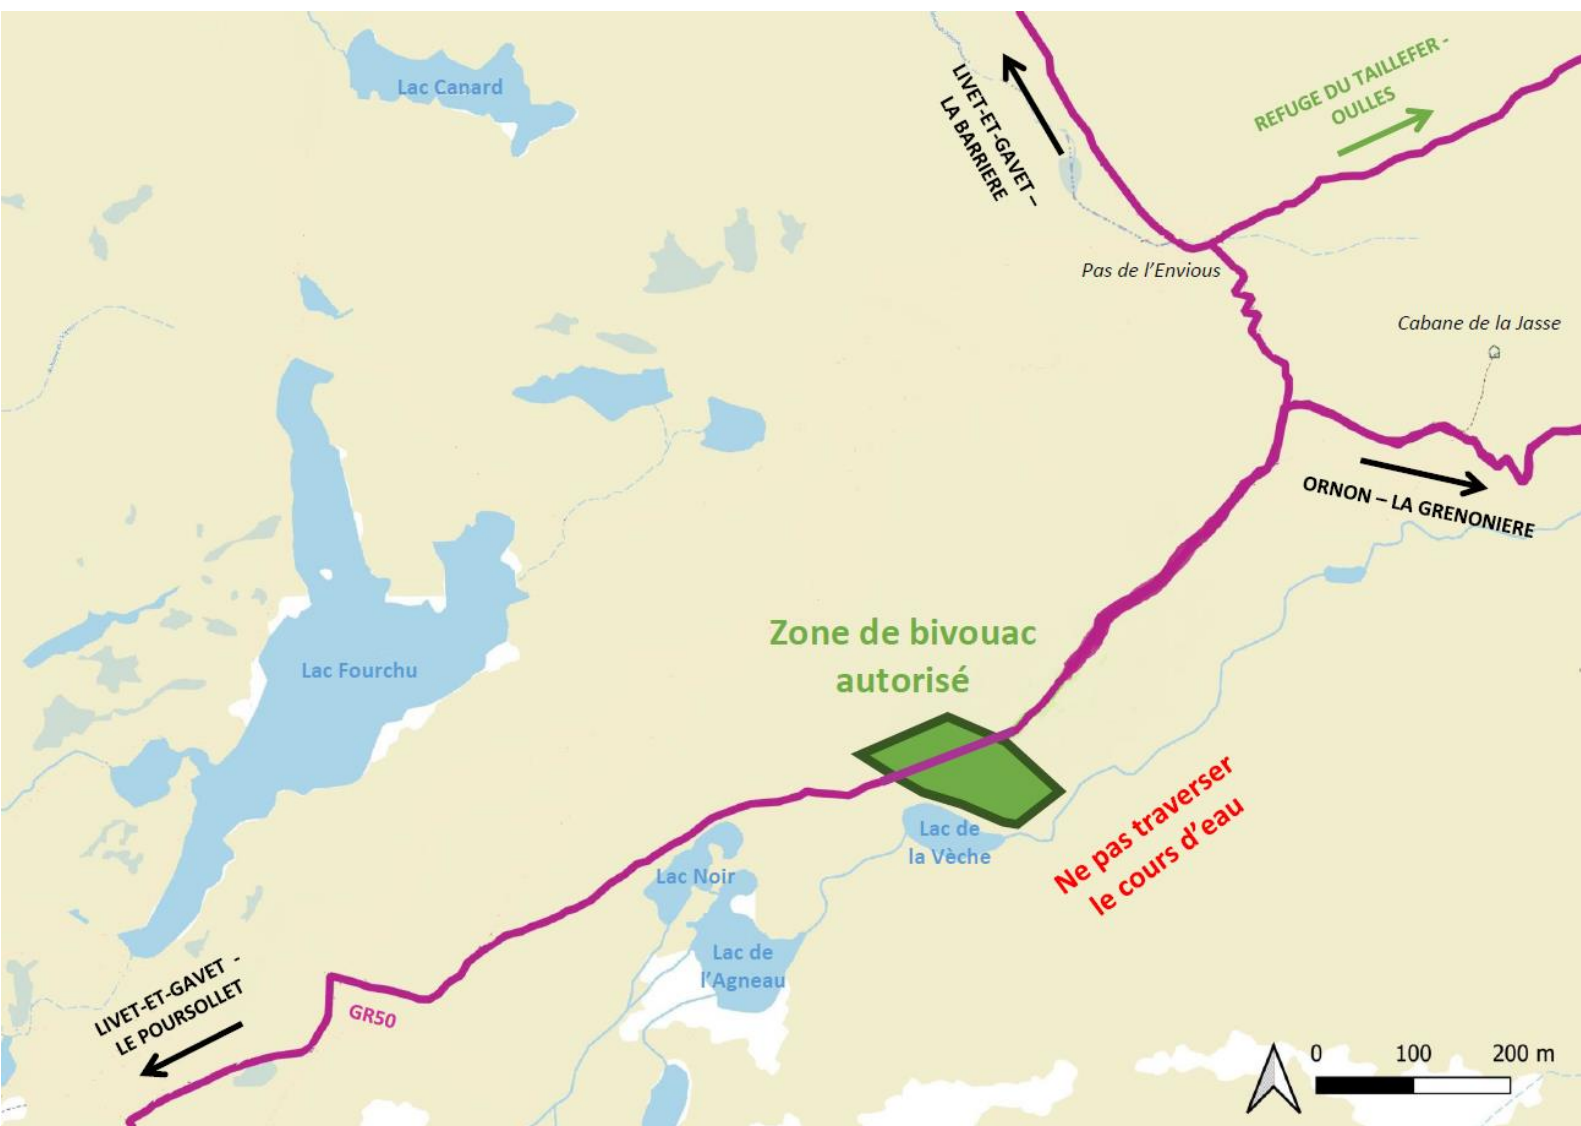 Lac Canard
LIVET-ET-GAVET –
LA BARRIERE
REFUGE DU TAILLEFER -
OULLES
Pas de l'Envious
Cabane de la Jasse
ORNON – LA GRENONIERE
Zone de bivouac
autorisé
Lac Fourchu
Ne pas traverser
le cours d'eau
Lac de
la Vèche
Lac Noir
Lac de
l'Agneau
LIVET-ET-GAVET -
LE POURSOLLET
GR50
0 100 200 m